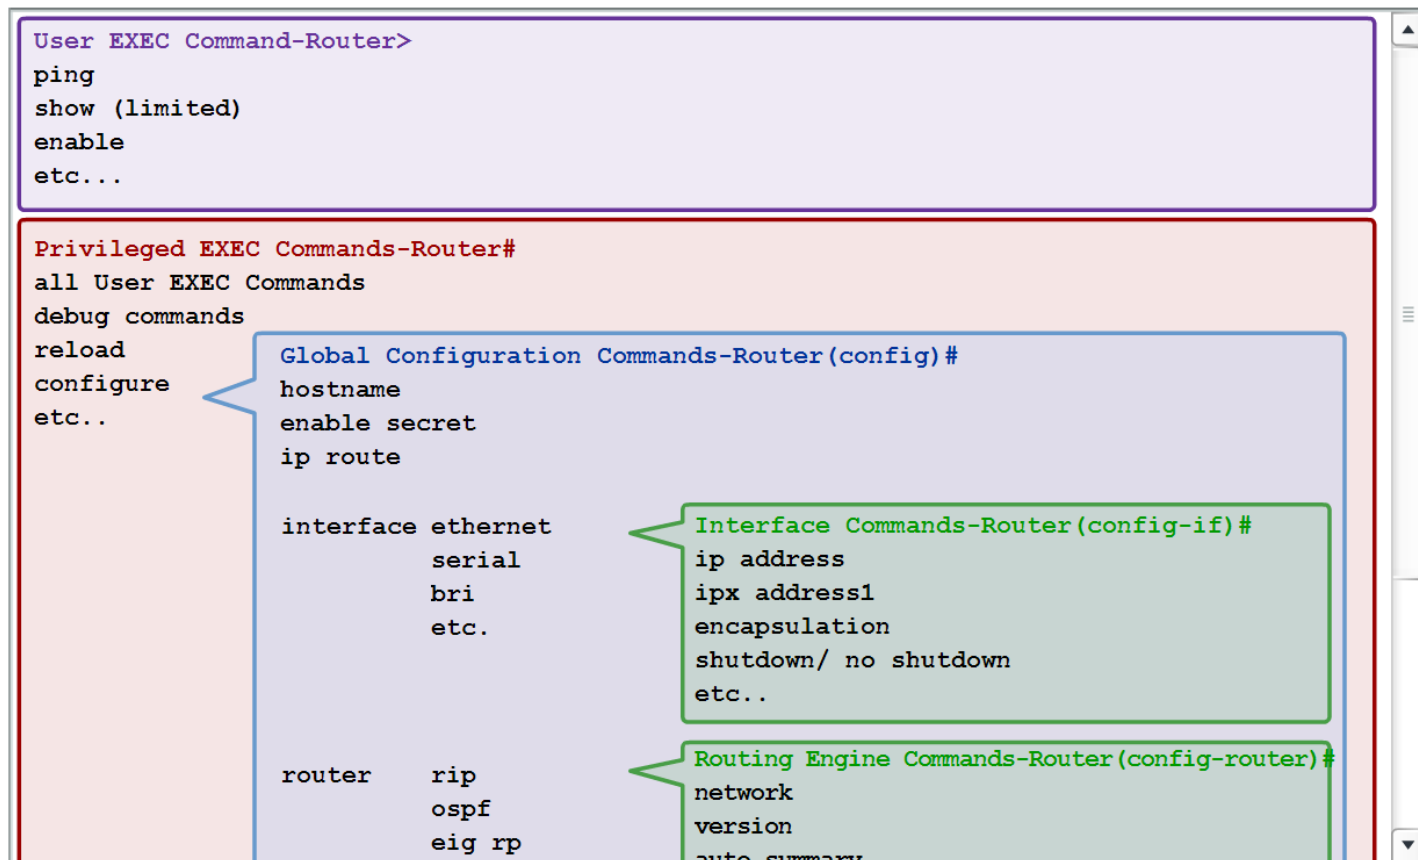 User EXEC Command-Router>
ping
show (limited)
enable
etc...
Privileged EXEC Commands-Router#
all User EXEC Commands
debug commands
reload
configure
etc..
Global Configuration Commands-Router(config)#
hostname
enable secret
ip route
interface ethernet
serial
bri
etc.
Interface Commands-Router(config-if)#
ip address
ipx address1
encapsulation
shutdown/ no shutdown
etc..
router rip
ospf
eig rp
Routing Engine Commands-Router(config-router)#
network
version
auto summary